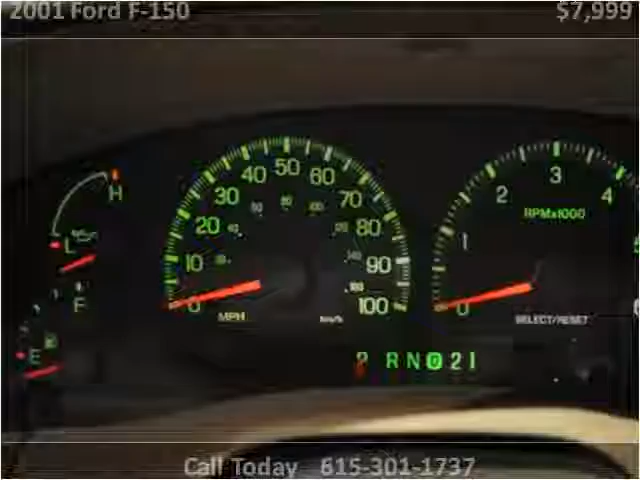 2001 Ford F-150 $7,999
H
40 50 60
30 70
20 80
10 90
0 100
MPH km/h
L
F
E
1 2 3 4
RPMx1000
0
SELECT/RESET
P R N D 2 1
Call Today 615-301-1737